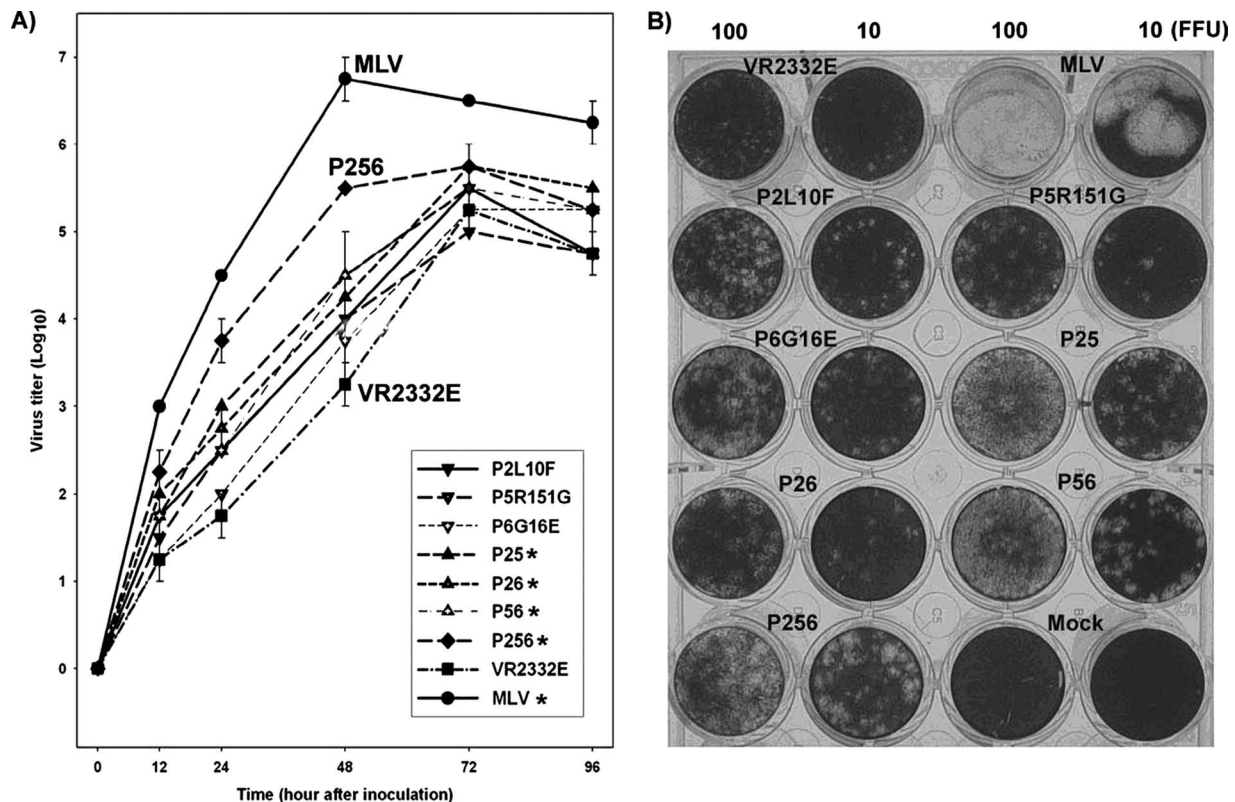 A)
Virus titer (Log10)
7
6
5
4
3
2
1
0
0 12 24 48 72 96
Time (hour after inoculation)
MLV
P256
VR2332E
P2L10F
P5R151G
P6G16E
P25 *
P26 *
P56 *
P256 *
VR2332E
MLV *
B)
100 10 100 10 (FFU)
VR2332E MLV
P2L10F P5R151G
P6G16E P25
P26 P56
P256 Mock